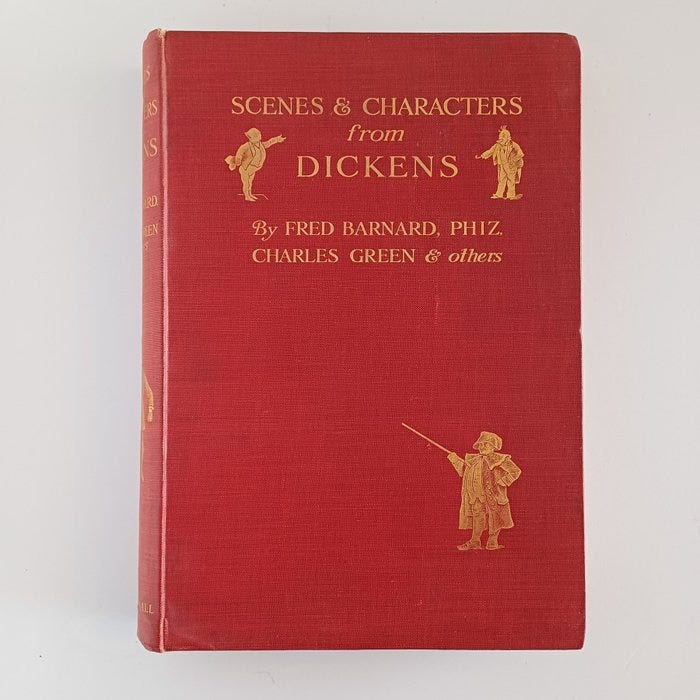 SCENES & CHARACTERS
from
DICKENS
By FRED BARNARD, PHIZ,
CHARLES GREEN & others